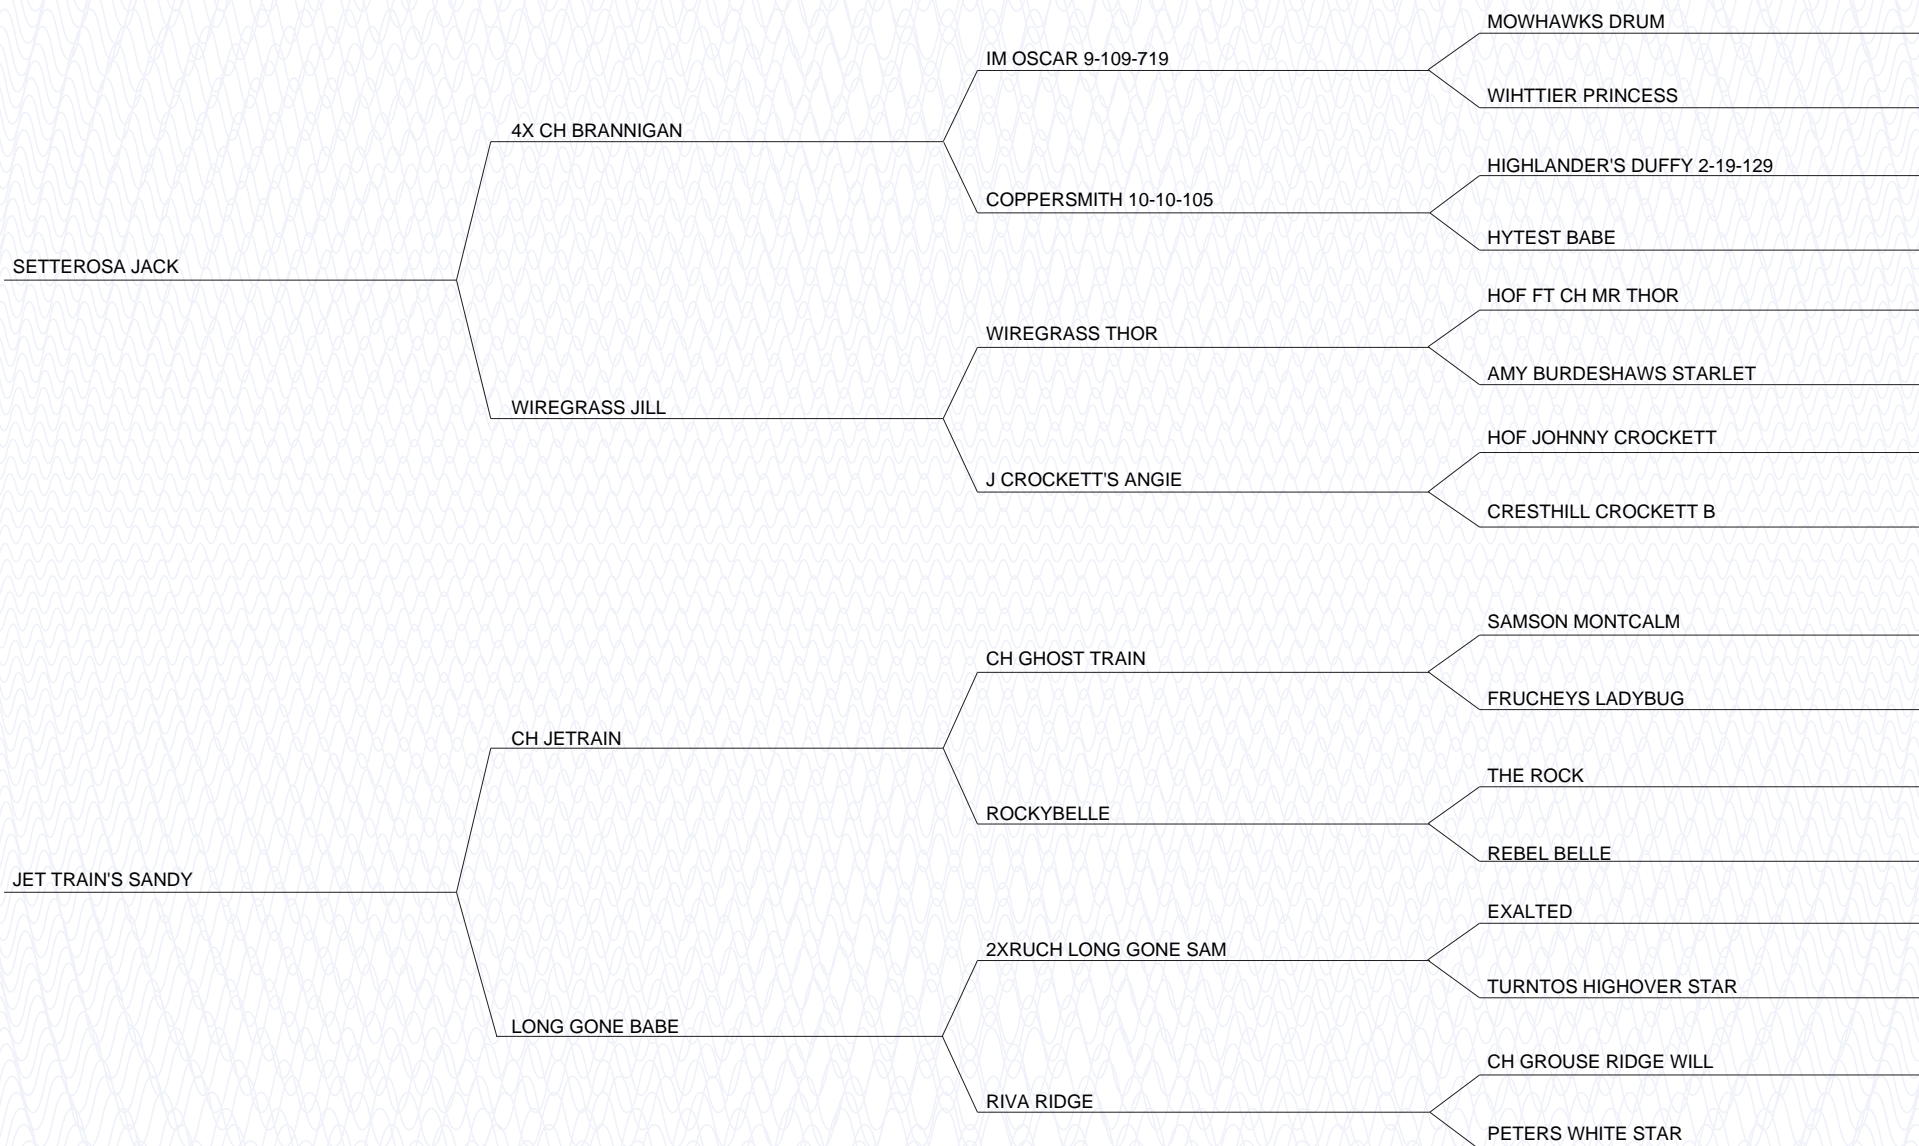 MOWHAWKS DRUM
IM OSCAR 9-109-719
WIHTTIER PRINCESS
4X CH BRANNIGAN
HIGHLANDER'S DUFFY 2-19-129
COPPERSMITH 10-10-105
HYTEST BABE
SETTEROSA JACK
HOF FT CH MR THOR
WIREGRASS THOR
AMY BURDESHAWS STARLET
WIREGRASS JILL
HOF JOHNNY CROCKETT
J CROCKETT'S ANGIE
CRESTHILL CROCKETT B
SAMSON MONTCALM
CH GHOST TRAIN
FRUCHEYS LADYBUG
CH JETRAIN
THE ROCK
ROCKYBELLE
REBEL BELLE
JET TRAIN'S SANDY
EXALTED
2XRUCH LONG GONE SAM
TURNTOS HIGHOVER STAR
LONG GONE BABE
CH GROUSE RIDGE WILL
RIVA RIDGE
PETERS WHITE STAR